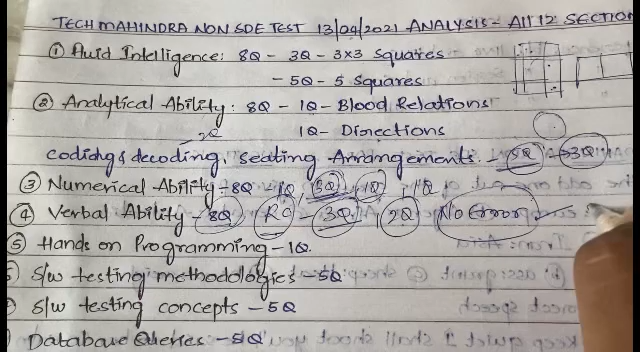 TECH MAHINDRA NON SDE TEST 13/09/2021 ANALYSIS - All 12 SECTION
① Fluid Intelligence: 8Q - 3Q - 3×3 Squares
- 5Q - 5 Squares
② Analytical Ability: 8Q - 1Q - Blood Relations
2Q 1Q - Directions
coding & decoding, seating Arrangements - 5Q - 3Q
③ Numerical Ability - 8Q - 1Q, 5Q, 1Q, 1Q
④ Verbal Ability - 8Q RC - 3Q, 2Q No Error
⑤ Hands on Programming - 1Q.
S/w testing methodologies - 5Q
S/w testing concepts - 5Q
Database Queries - 5Q